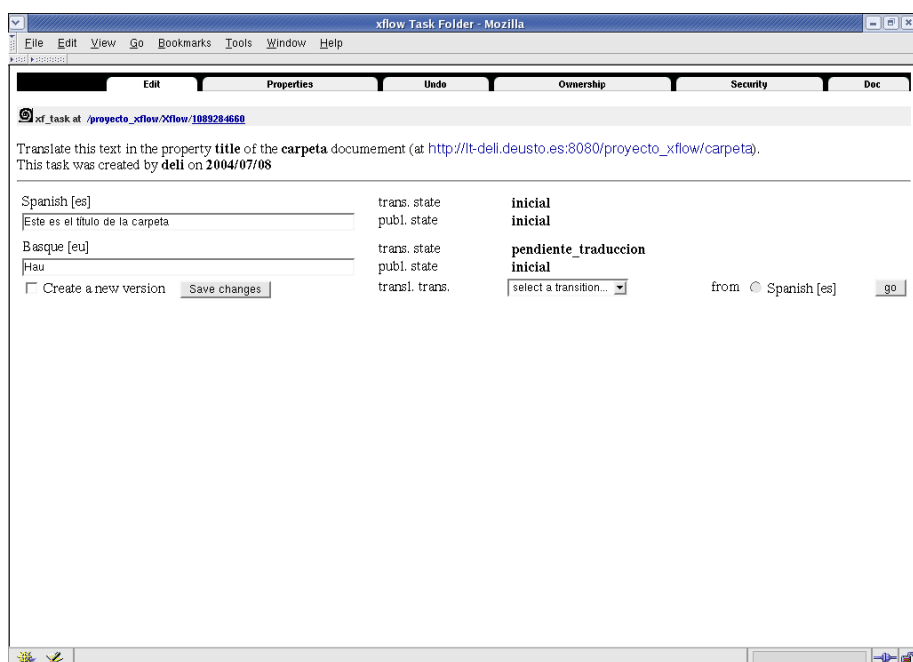 xflow Task Folder - Mozilla
File Edit View Go Bookmarks Tools Window Help
Edit Properties Undo Ownership Security Doc
xf_task at /proyecto_xflow/Xflow/1089284660
Translate this text in the property title of the carpeta documement (at http://lt-deli.deusto.es:8080/proyecto_xflow/carpeta).
This task was created by deli on 2004/07/08
Spanish [es] trans. state inicial
Este es el título de la carpeta publ. state inicial
Basque [eu] trans. state pendiente_traduccion
Hau publ. state inicial
Create a new version Save changes transl. trans. select a transition... from Spanish [es] go